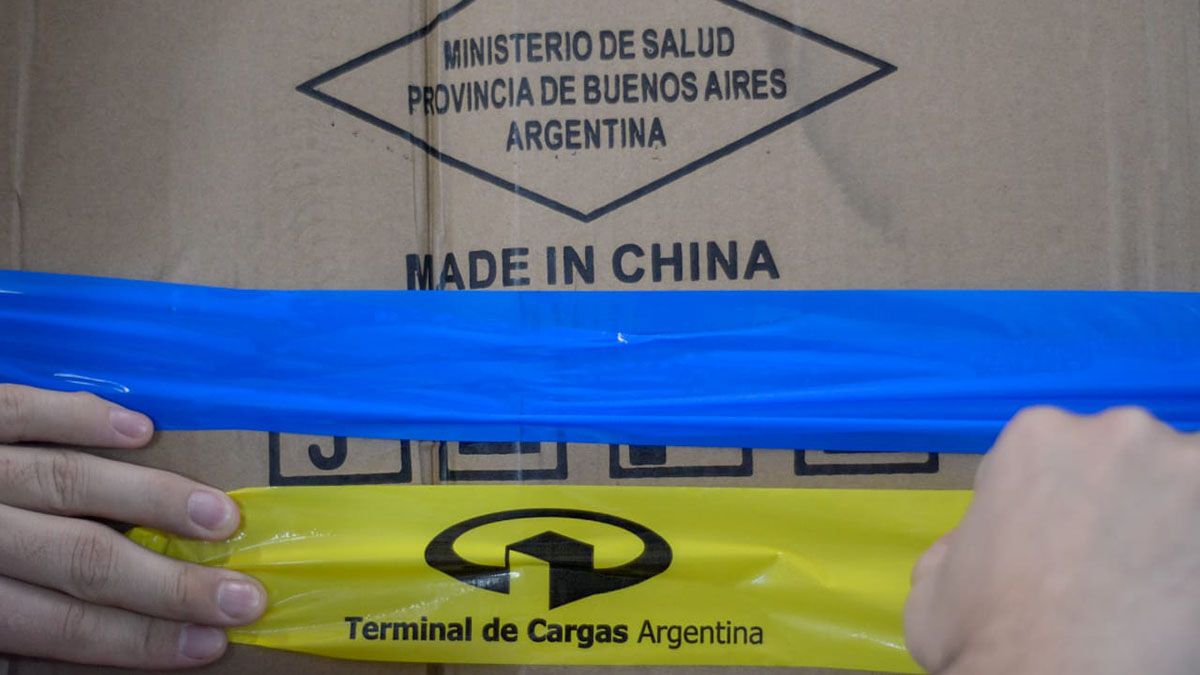 MINISTERIO DE SALUD
PROVINCIA DE BUENOS AIRES
ARGENTINA
MADE IN CHINA
Terminal de Cargas Argentina